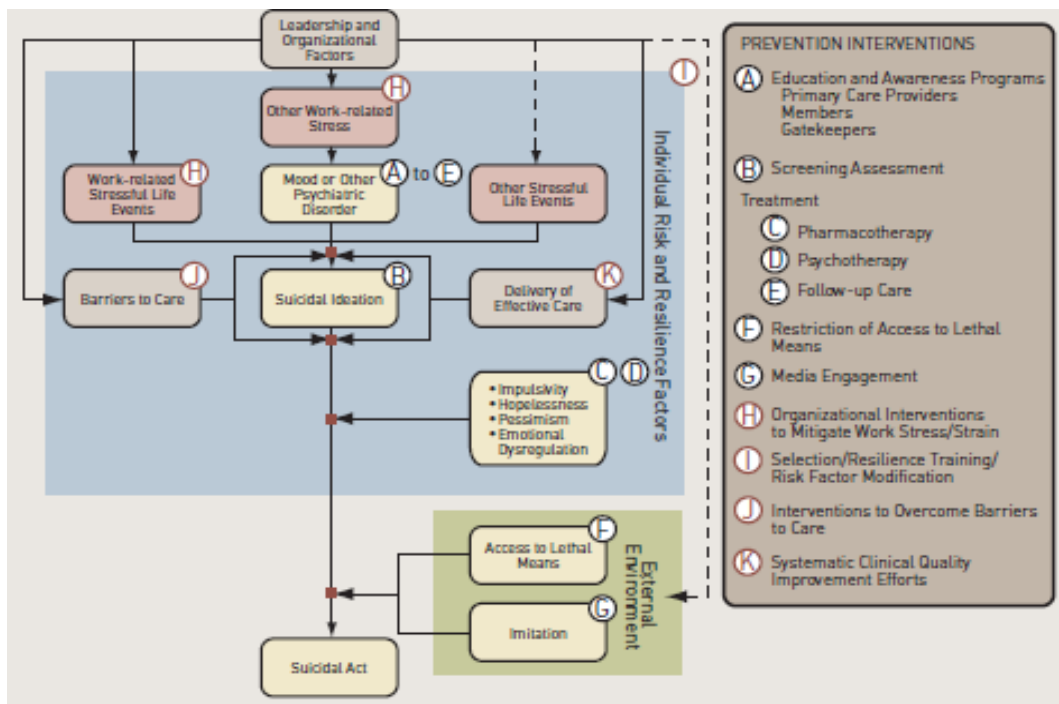 Leadership and
Organizational
Factors
I
H
Other Work-related
Stress
H
Work-related
Stressful Life
Events
A to E
Mood or Other
Psychiatric
Disorder
Other Stressful
Life Events
Individual Risk and Resilience Factors
J
Barriers to Care
B
Suicidal Ideation
K
Delivery of
Effective Care
C D
• Impulsivity
• Hopelessness
• Pessimism
• Emotional
Dysregulation
F
Access to Lethal
Means
G
Imitation
External
Environment
Suicidal Act
PREVENTION INTERVENTIONS
A Education and Awareness Programs
Primary Care Providers
Members
Gatekeepers
B Screening Assessment
Treatment
C Pharmacotherapy
D Psychotherapy
E Follow-up Care
F Restriction of Access to Lethal
Means
G Media Engagement
H Organizational Interventions
to Mitigate Work Stress/Strain
I Selection/Resilience Training/
Risk Factor Modification
J Interventions to Overcome Barriers
to Care
K Systematic Clinical Quality
Improvement Efforts